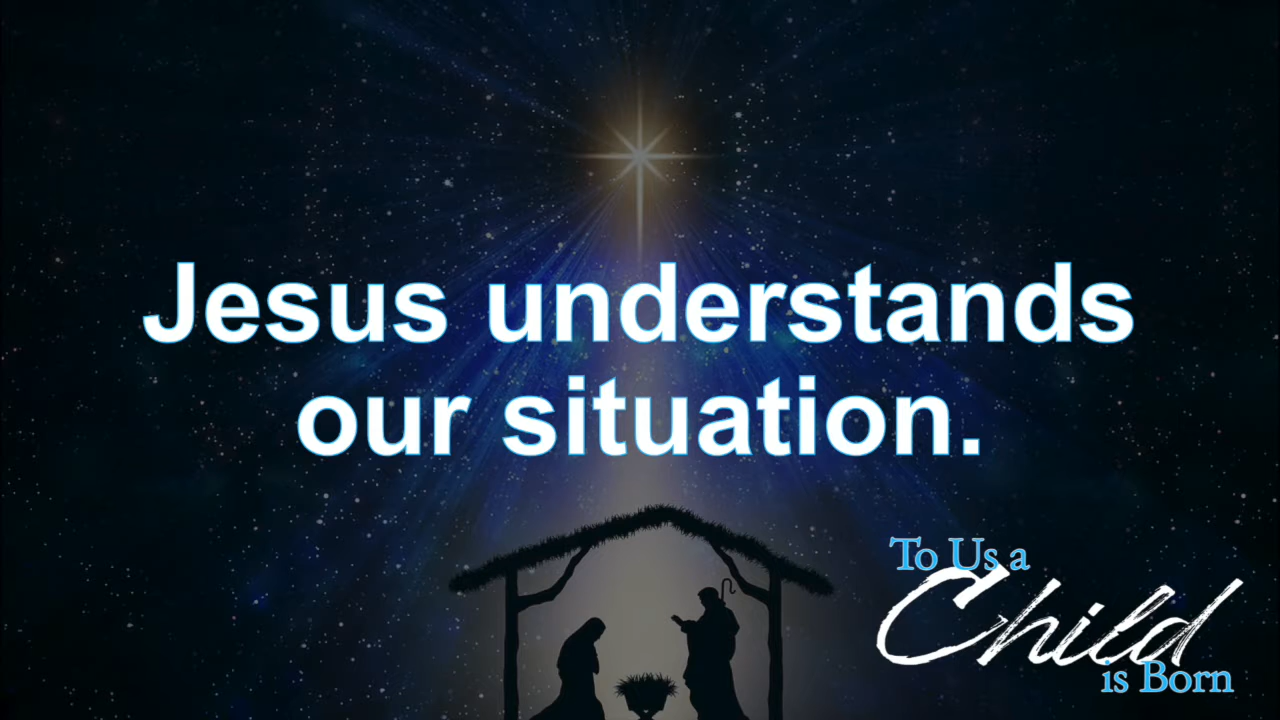 Jesus understands
our situation.
To Us a
Child
is Born